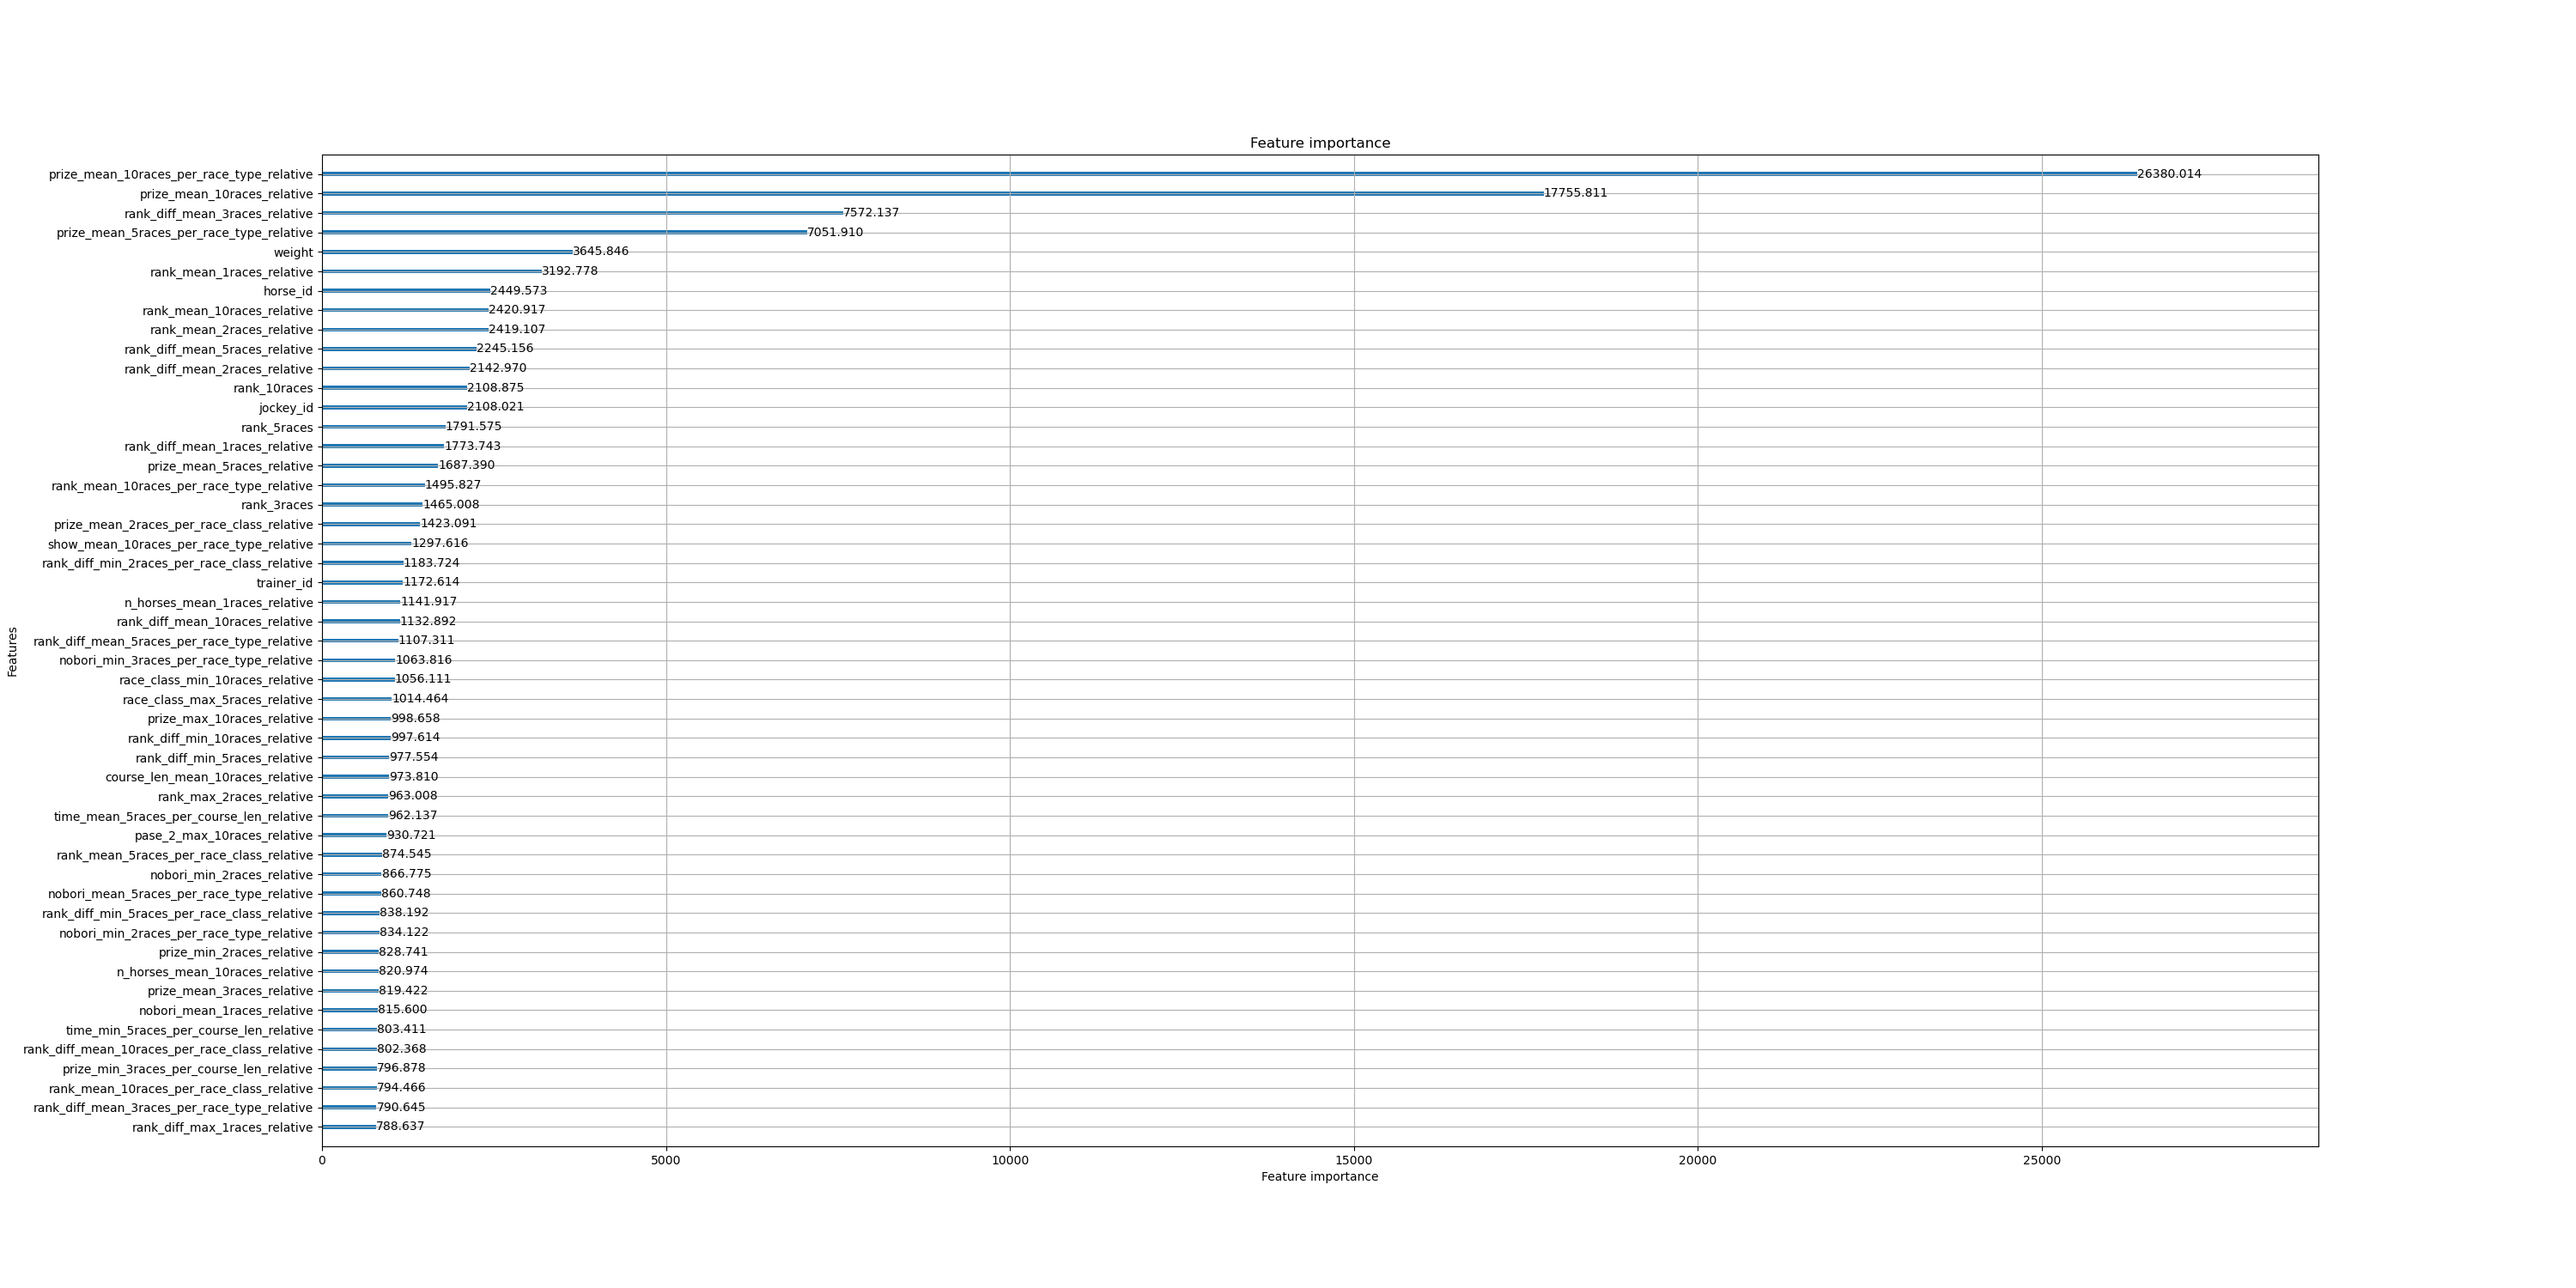 Feature importance
prize_mean_10races_per_race_type_relative 26380.014
prize_mean_10races_relative 17755.811
rank_diff_mean_3races_relative 7572.137
prize_mean_5races_per_race_type_relative 7051.910
weight 3645.846
rank_mean_1races_relative 3192.778
horse_id 2449.573
rank_mean_10races_relative 2420.917
rank_mean_2races_relative 2419.107
rank_diff_mean_5races_relative 2245.156
rank_diff_mean_2races_relative 2142.970
rank_10races 2108.875
jockey_id 2108.021
rank_5races 1791.575
rank_diff_mean_1races_relative 1773.743
prize_mean_5races_relative 1687.390
rank_mean_10races_per_race_type_relative 1495.827
rank_3races 1465.008
prize_mean_2races_per_race_class_relative 1423.091
show_mean_10races_per_race_type_relative 1297.616
rank_diff_min_2races_per_race_class_relative 1183.724
trainer_id 1172.614
n_horses_mean_1races_relative 1141.917
rank_diff_mean_10races_relative 1132.892
rank_diff_mean_5races_per_race_type_relative 1107.311
nobori_min_3races_per_race_type_relative 1063.816
race_class_min_10races_relative 1056.111
race_class_max_5races_relative 1014.464
prize_max_10races_relative 998.658
rank_diff_min_10races_relative 997.614
rank_diff_min_5races_relative 977.554
course_len_mean_10races_relative 973.810
rank_max_2races_relative 963.008
time_mean_5races_per_course_len_relative 962.137
pase_2_max_10races_relative 930.721
rank_mean_5races_per_race_class_relative 874.545
nobori_min_2races_relative 866.775
nobori_mean_5races_per_race_type_relative 860.748
rank_diff_min_5races_per_race_class_relative 838.192
nobori_min_2races_per_race_type_relative 834.122
prize_min_2races_relative 828.741
n_horses_mean_10races_relative 820.974
prize_mean_3races_relative 819.422
nobori_mean_1races_relative 815.600
time_min_5races_per_course_len_relative 803.411
rank_diff_mean_10races_per_race_class_relative 802.368
prize_min_3races_per_course_len_relative 796.878
rank_mean_10races_per_race_class_relative 794.466
rank_diff_mean_3races_per_race_type_relative 790.645
rank_diff_max_1races_relative 788.637
Features
0 5000 10000 15000 20000 25000
Feature importance